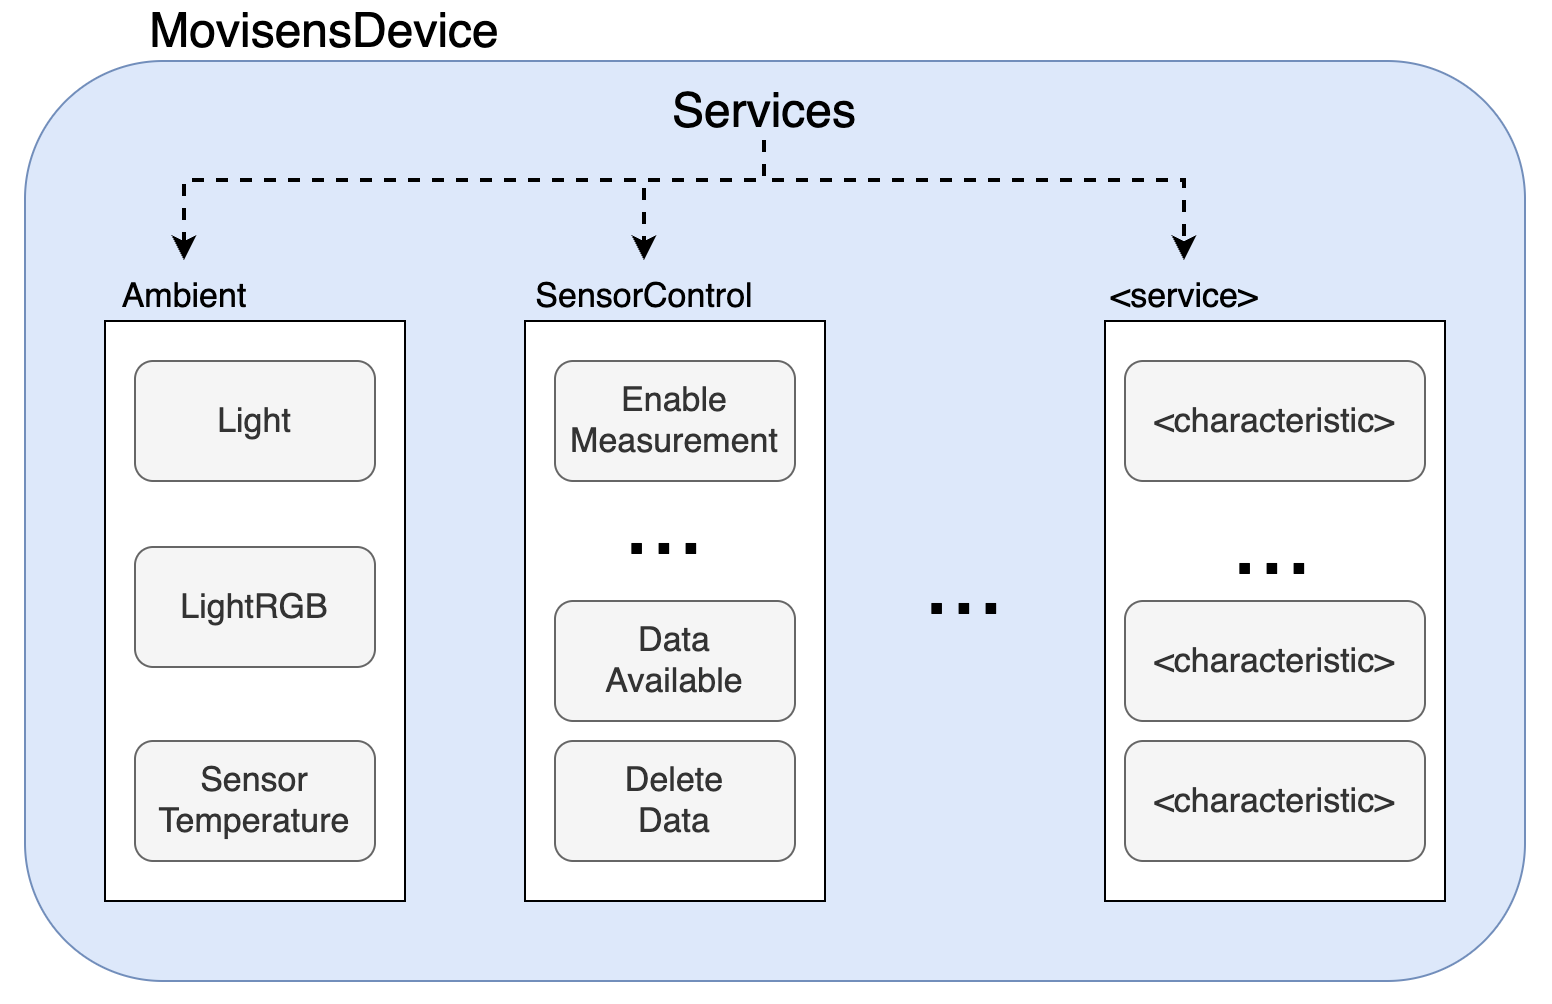 MovisensDevice
Services
Ambient
Light
LightRGB
Sensor
Temperature
SensorControl
Enable
Measurement
...
Data
Available
Delete
Data
...
<service>
<characteristic>
...
<characteristic>
<characteristic>